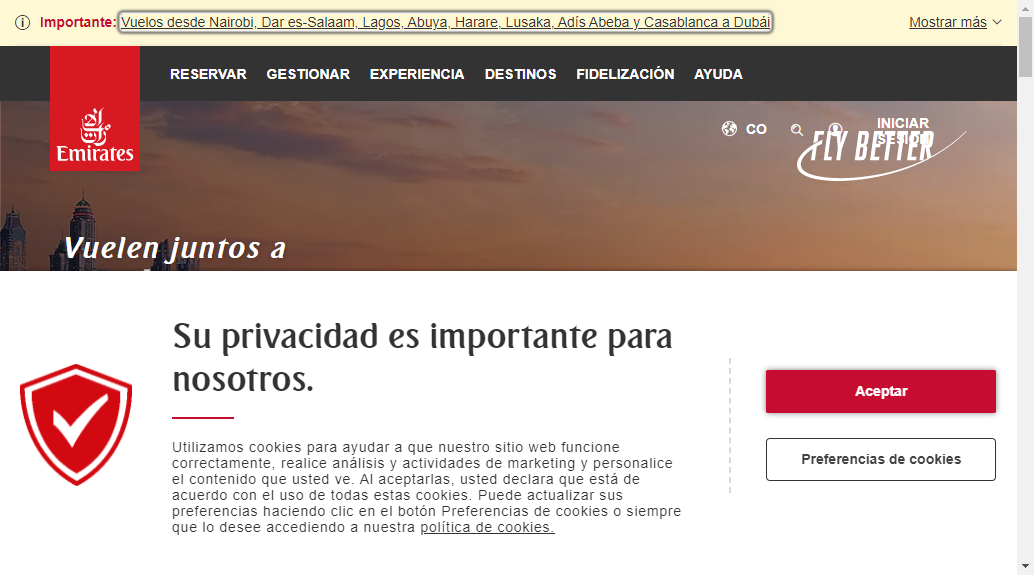 Importante: Vuelos desde Nairobi, Dar es-Salaam, Lagos, Abuya, Harare, Lusaka, Adís Abeba y Casablanca a Dubái
Mostrar más
RESERVAR GESTIONAR EXPERIENCIA DESTINOS FIDELIZACIÓN AYUDA
Emirates
CO
INICIAR
SESIÓN
FLY BETTER
Vuelen juntos a
Su privacidad es importante para
nosotros.
Utilizamos cookies para ayudar a que nuestro sitio web funcione
correctamente, realice análisis y actividades de marketing y personalice
el contenido que usted ve. Al aceptarlas, usted declara que está de
acuerdo con el uso de todas estas cookies. Puede actualizar sus
preferencias haciendo clic en el botón Preferencias de cookies o siempre
que lo desee accediendo a nuestra política de cookies.
Aceptar
Preferencias de cookies